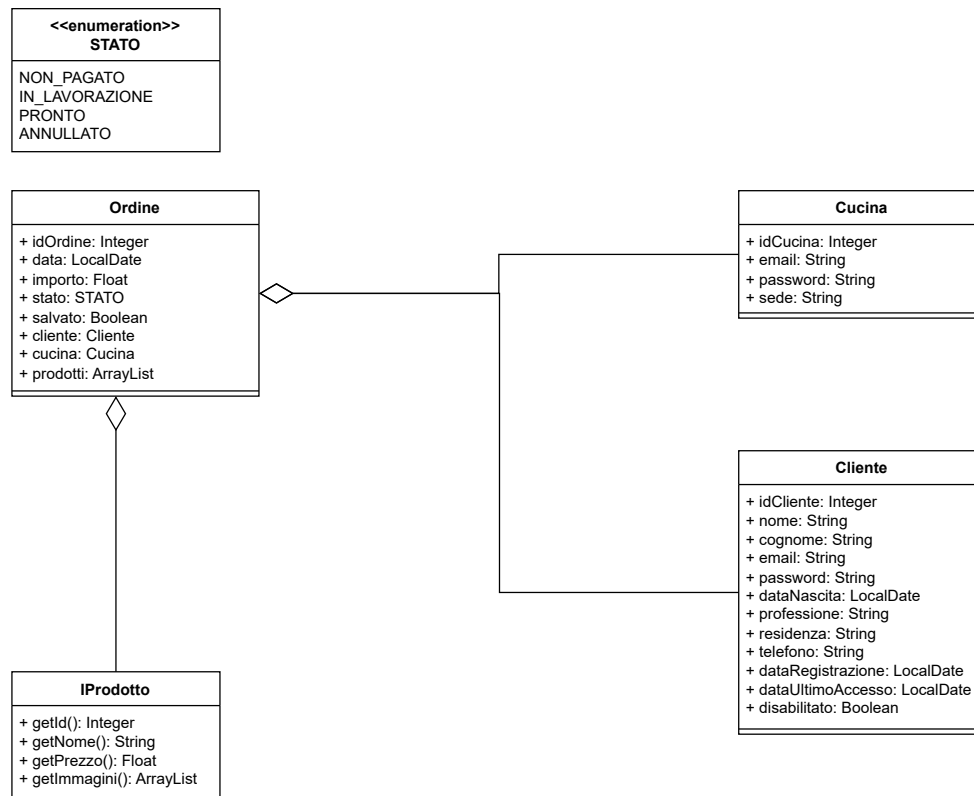 <<enumeration>>
STATO
NON_PAGATO
IN_LAVORAZIONE
PRONTO
ANNULLATO
Ordine
+ idOrdine: Integer
+ data: LocalDate
+ importo: Float
+ stato: STATO
+ salvato: Boolean
+ cliente: Cliente
+ cucina: Cucina
+ prodotti: ArrayList
Cucina
+ idCucina: Integer
+ email: String
+ password: String
+ sede: String
Cliente
+ idCliente: Integer
+ nome: String
+ cognome: String
+ email: String
+ password: String
+ dataNascita: LocalDate
+ professione: String
+ residenza: String
+ telefono: String
+ dataRegistrazione: LocalDate
+ dataUltimoAccesso: LocalDate
+ disabilitato: Boolean
IProdotto
+ getId(): Integer
+ getNome(): String
+ getPrezzo(): Float
+ getImmagini(): ArrayList